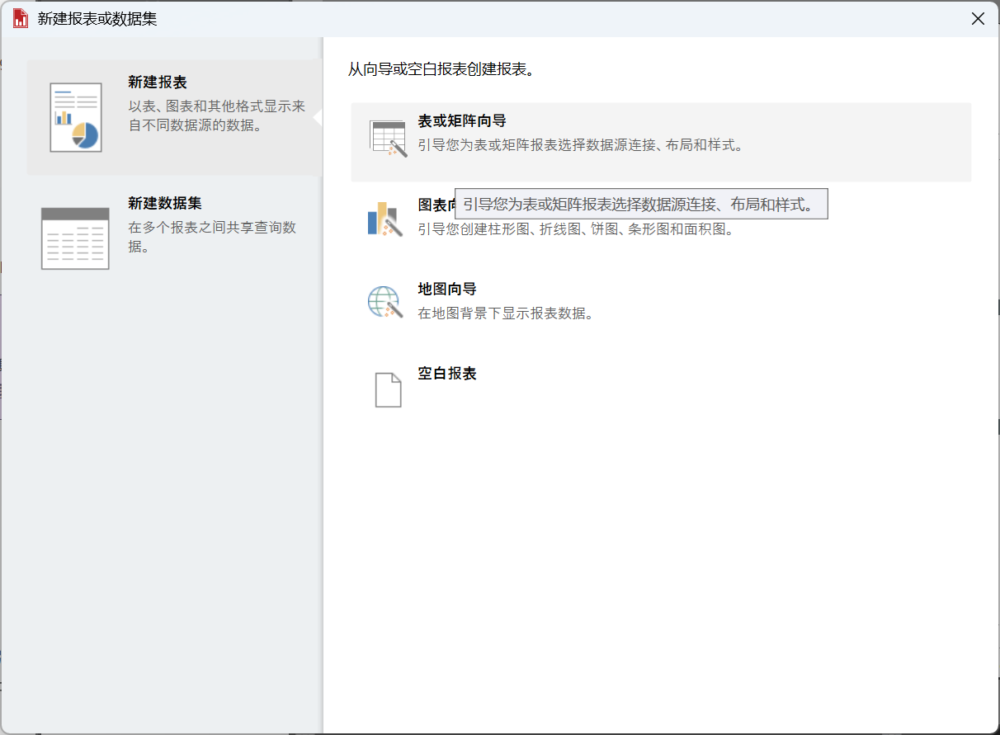 新建报表或数据集
新建报表
以表、图表和其他格式显示来
自不同数据源的数据。
新建数据集
在多个报表之间共享查询数
据。
从向导或空白报表创建报表。
表或矩阵向导
引导您为表或矩阵报表选择数据源连接、布局和样式。
图表
引导您为表或矩阵报表选择数据源连接、布局和样式。
引导您创建柱形图、折线图、饼图、条形图和面积图。
地图向导
在地图背景下显示报表数据。
空白报表